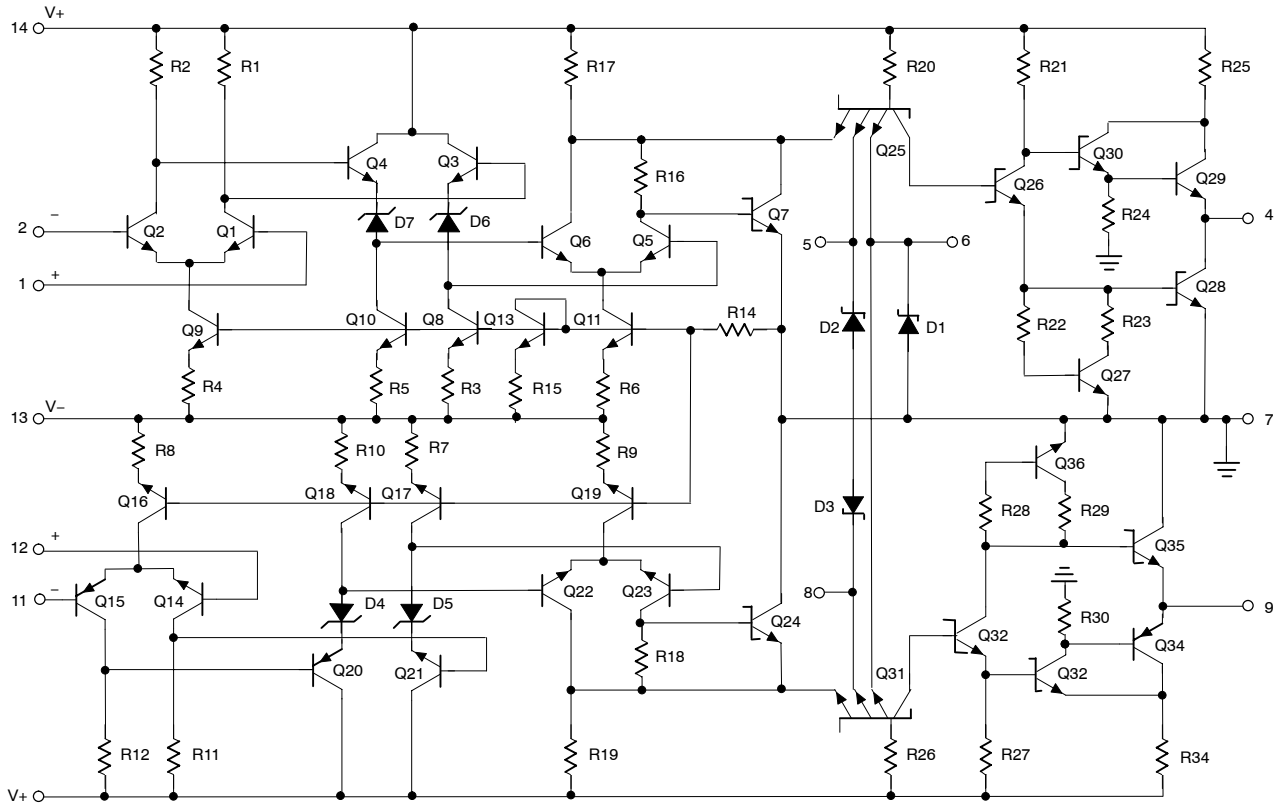 V+
14
R2
R1
R17
R20
R21
R25
Q4
Q3
Q25
Q30
R16
Q26
Q29
D7
D6
Q7
R24
−
2
Q2
Q1
Q6
Q5
4
5
6
+
1
Q28
Q9
Q10
Q8
Q13
Q11
R14
D2
D1
R22
R23
R4
R5
R3
R15
R6
Q27
V−
13
7
R8
R10
R7
R9
Q36
Q16
Q18
Q17
Q19
D3
R28
R29
+
12
Q35
−
11
Q15
Q14
D4
D5
Q22
Q23
8
9
R30
Q24
Q32
Q34
Q20
Q21
R18
Q31
Q32
R12
R11
R19
R26
R27
R34
V+